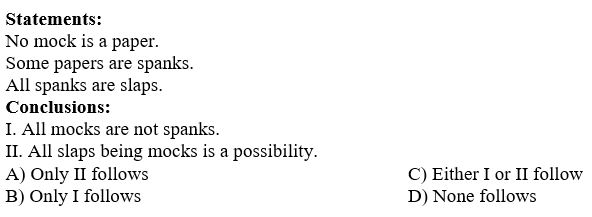 Statements:
No mock is a paper.
Some papers are spanks.
All spanks are slaps.
Conclusions:
I. All mocks are not spanks.
II. All slaps being mocks is a possibility.
A) Only II follows
C) Either I or II follow
B) Only I follows
D) None follows